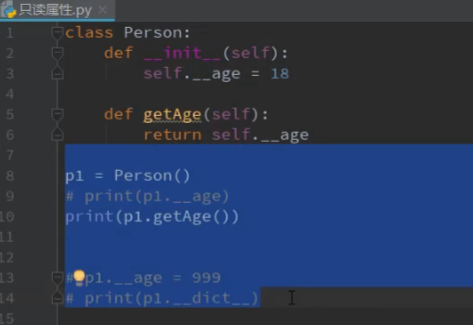 只读属性.py
1 class Person:
2 def __init__(self):
3 self.__age = 18
4
5 def getAge(self):
6 return self.__age
7
8 p1 = Person()
9 # print(p1.__age)
10 print(p1.getAge())
11
12
13 # p1.__age = 999
14 # print(p1.__dict__)
15